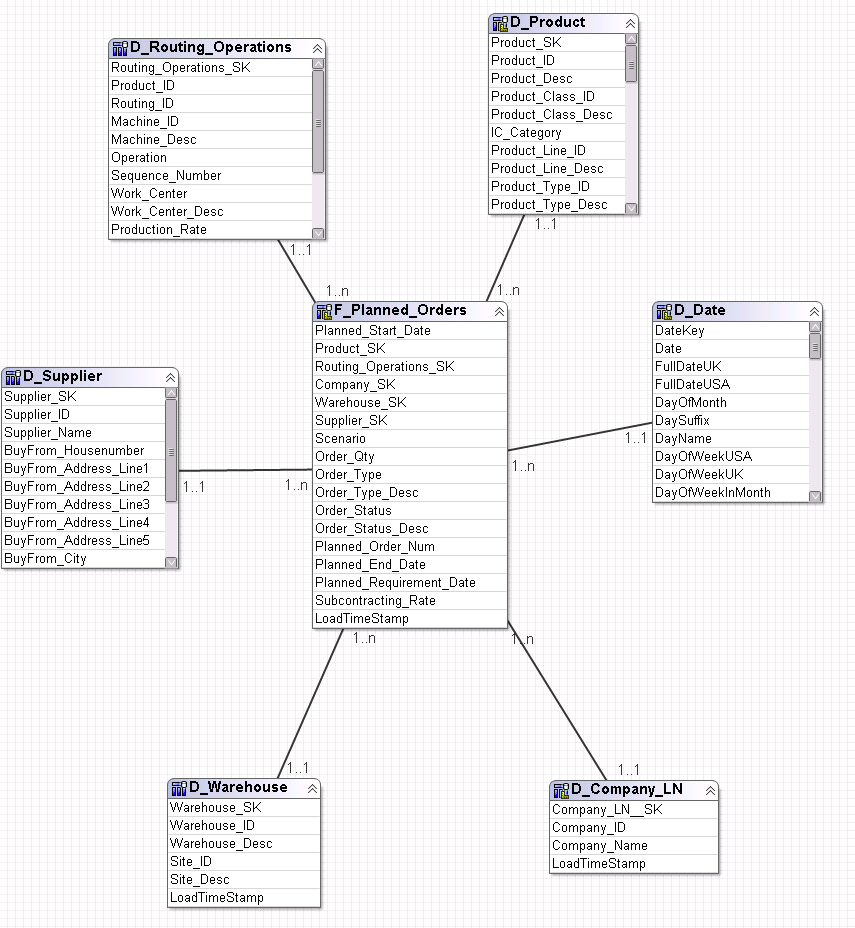 D_Routing_Operations
Routing_Operations_SK
Product_ID
Routing_ID
Machine_ID
Machine_Desc
Operation
Sequence_Number
Work_Center
Work_Center_Desc
Production_Rate
1..1
1..n
D_Product
Product_SK
Product_ID
Product_Desc
Product_Class_ID
Product_Class_Desc
IC_Category
Product_Line_ID
Product_Line_Desc
Product_Type_ID
Product_Type_Desc
1..1
1..n
F_Planned_Orders
Planned_Start_Date
Product_SK
Routing_Operations_SK
Company_SK
Warehouse_SK
Supplier_SK
Scenario
Order_Qty
Order_Type
Order_Type_Desc
Order_Status
Order_Status_Desc
Planned_Order_Num
Planned_End_Date
Planned_Requirement_Date
Subcontracting_Rate
LoadTimeStamp
D_Date
DateKey
Date
FullDateUK
FullDateUSA
DayOfMonth
DaySuffix
DayName
DayOfWeekUSA
DayOfWeekUK
DayOfWeekInMonth
1..1
1..n
D_Supplier
Supplier_SK
Supplier_ID
Supplier_Name
BuyFrom_Housenumber
BuyFrom_Address_Line1
BuyFrom_Address_Line2
BuyFrom_Address_Line3
BuyFrom_Address_Line4
BuyFrom_Address_Line5
BuyFrom_City
1..1
1..n
1..n
1..n
1..1
1..1
D_Warehouse
Warehouse_SK
Warehouse_ID
Warehouse_Desc
Site_ID
Site_Desc
LoadTimeStamp
D_Company_LN
Company_LN__SK
Company_ID
Company_Name
LoadTimeStamp